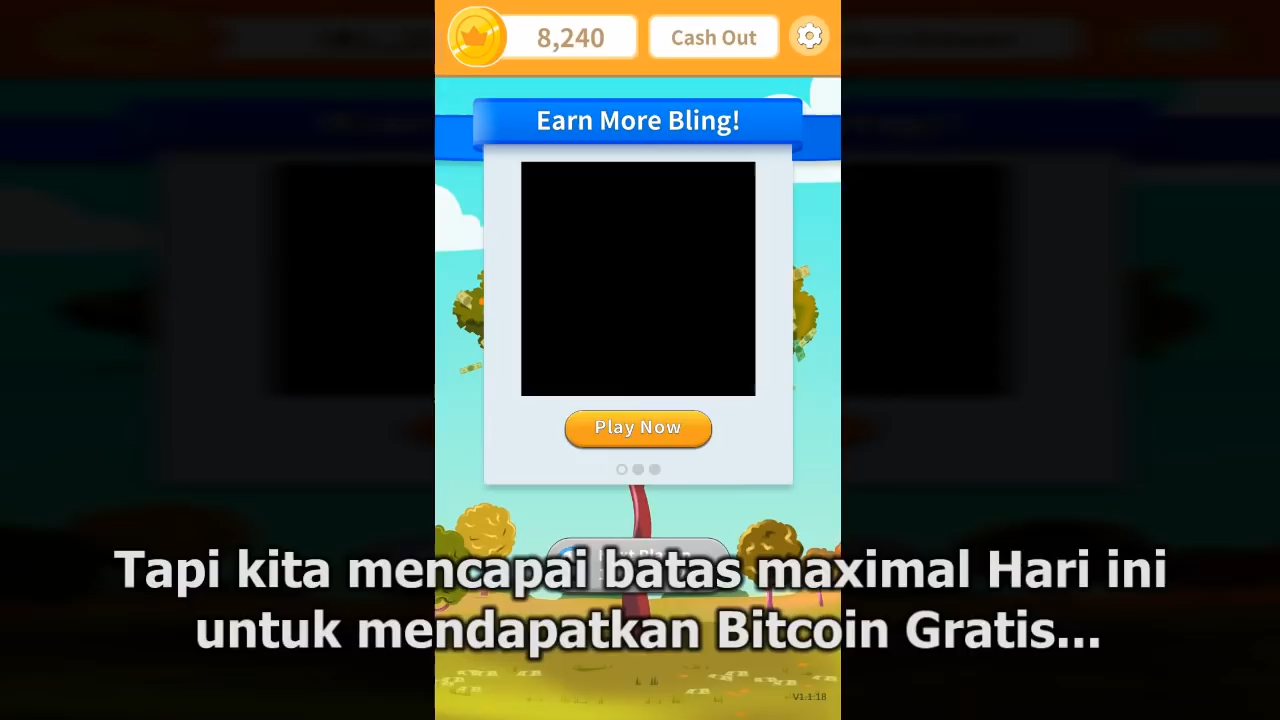 8,240
Cash Out
Earn More Bling!
Play Now
Tapi kita mencapai batas maximal Hari ini
untuk mendapatkan Bitcoin Gratis...
V1.1.18